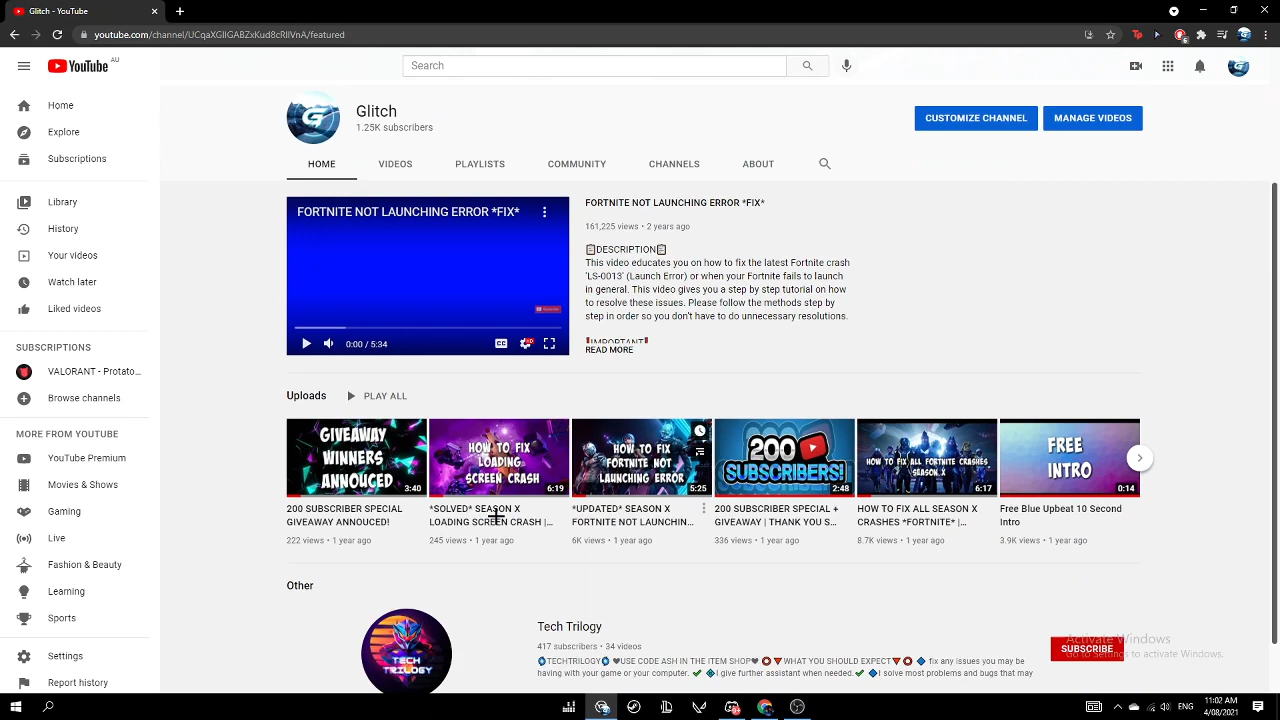 Glitch - YouTube
youtube.com/channel/UCqaXGlIGABZxKud8cRIlVnA/featured
YouTube AU
Search
Home
Explore
Subscriptions
Library
History
Your videos
Watch later
Liked videos
SUBSCRIPTIONS
VALORANT - Protato...
Browse channels
MORE FROM YOUTUBE
YouTube Premium
Movies & Shows
Gaming
Live
Fashion & Beauty
Learning
Sports
Settings
Report history
Glitch
1.25K subscribers
CUSTOMIZE CHANNEL
MANAGE VIDEOS
HOME VIDEOS PLAYLISTS COMMUNITY CHANNELS ABOUT
FORTNITE NOT LAUNCHING ERROR *FIX*
0:00 / 5:34
FORTNITE NOT LAUNCHING ERROR *FIX*
161,225 views • 2 years ago
📋DESCRIPTION📋
This video educates you on how to fix the latest Fortnite crash
'LS-0013' (Launch Error) or when your Fortnite fails to launch
in general. This video gives you a step by step tutorial on how
to resolve these issues. Please follow the methods step by
step in order so you don't have to do unnecessary resolutions.
❗IMPORTANT❗
READ MORE
Uploads
PLAY ALL
GIVEAWAY
WINNERS
ANNOUCED
3:40
200 SUBSCRIBER SPECIAL
GIVEAWAY ANNOUCED!
222 views • 1 year ago
HOW TO FIX
LOADING
SCREEN CRASH
6:19
*SOLVED* SEASON X
LOADING SCREEN CRASH |...
245 views • 1 year ago
HOW TO FIX
FORTNITE NOT
LAUNCHING ERROR
5:25
*UPDATED* SEASON X
FORTNITE NOT LAUNCHIN...
6K views • 1 year ago
200
SUBSCRIBERS!
2:48
200 SUBSCRIBER SPECIAL +
GIVEAWAY | THANK YOU S...
336 views • 1 year ago
HOW TO FIX ALL FORTNITE CRASHES
SEASON X
6:17
HOW TO FIX ALL SEASON X
CRASHES *FORTNITE* |...
8.7K views • 1 year ago
FREE
INTRO
0:14
Free Blue Upbeat 10 Second
Intro
3.9K views • 1 year ago
Other
TECH
TRILOGY
Tech Trilogy
417 subscribers • 34 videos
TECHTRILOGY USE CODE ASH IN THE ITEM SHOP WHAT YOU SHOULD EXPECT fix any issues you may be
having with your game or your computer. ✔ I give further assistant when needed. ✔ I solve most problems and bugs that may
SUBSCRIBE
Activate Windows
Go to Settings to activate Windows.
ENG
11:02 AM
4/08/2021